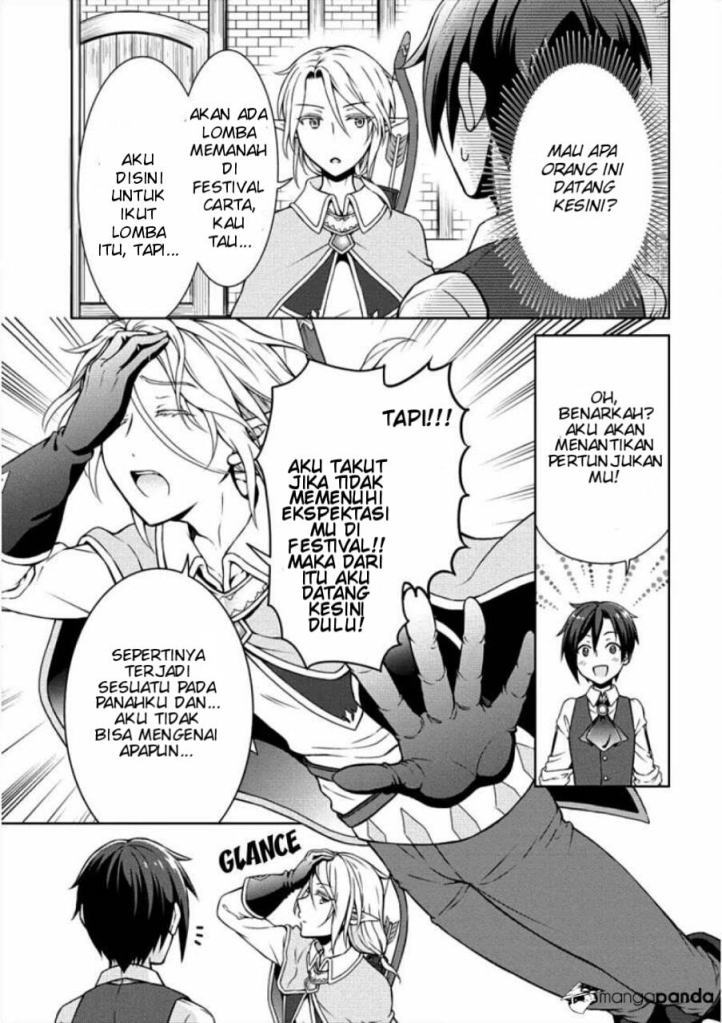 MAU APA
ORANG INI
DATANG
KESINI?
AKAN ADA
LOMBA
MEMANAH
DI
FESTIVAL
CARTA,
KAU
TAU...
AKU
DISINI
UNTUK
IKUT
LOMBA
ITU, TAPI...
OH,
BENARKAH?
AKU AKAN
MENANTIKAN
PERTUNJUKAN
MU!
TAPI!!!
AKU TAKUT
JIKA TIDAK
MEMENUHI
EKSPEKTASI
MU DI
FESTIVAL!!
MAKA DARI
ITU AKU
DATANG
KESINI
DULU!
SEPERTINYA
TERJADI
SESUATU PADA
PANAHKU DAN...
AKU TIDAK
BISA MENGENAI
APAPUN...
GLANCE
mangapanda